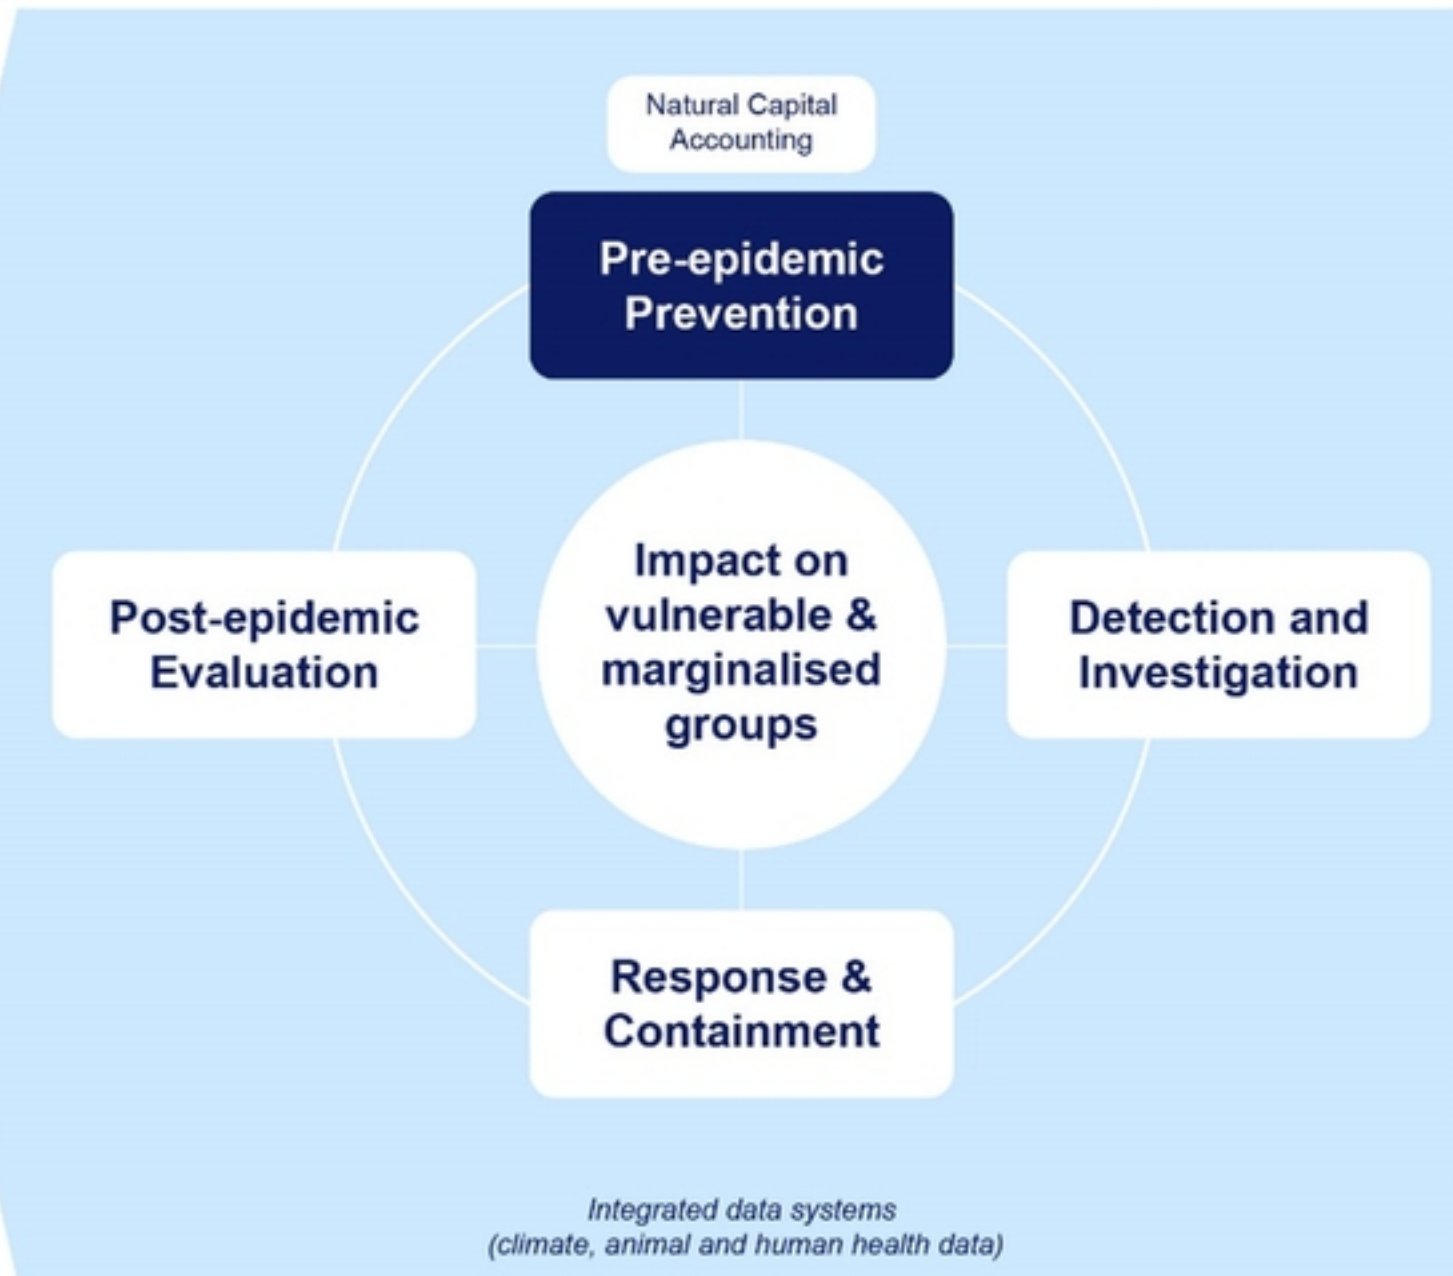 Natural Capital
Accounting
Pre-epidemic
Prevention
Impact on
vulnerable &
marginalised
groups
Post-epidemic
Evaluation
Detection and
Investigation
Response &
Containment
Integrated data systems
(climate, animal and human health data)